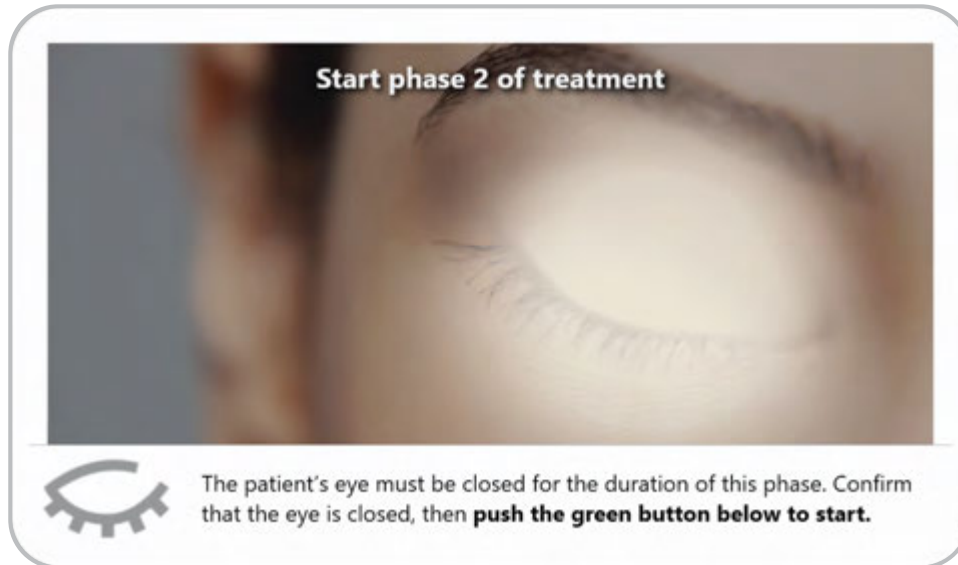 Start phase 2 of treatment
The patient's eye must be closed for the duration of this phase. Confirm
that the eye is closed, then push the green button below to start.